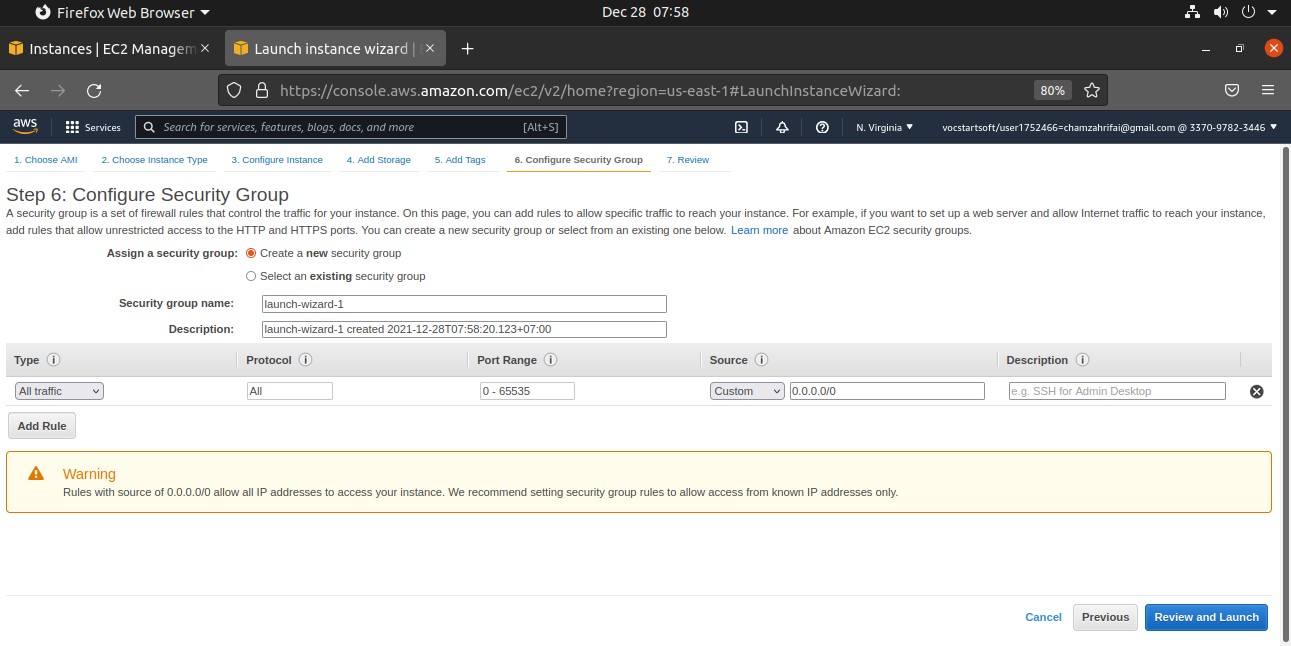 Firefox Web Browser
Dec 28 07:58
Instances | EC2 Managem
Launch instance wizard |
https://console.aws.amazon.com/ec2/v2/home?region=us-east-1#LaunchInstanceWizard:
80%
aws
Services
Search for services, features, blogs, docs, and more
[Alt+S]
N. Virginia
vocstartsoft/user1752466=chamzahrifai@gmail.com @ 3370-9782-3446
1. Choose AMI
2. Choose Instance Type
3. Configure Instance
4. Add Storage
5. Add Tags
6. Configure Security Group
7. Review
Step 6: Configure Security Group
A security group is a set of firewall rules that control the traffic for your instance. On this page, you can add rules to allow specific traffic to reach your instance. For example, if you want to set up a web server and allow Internet traffic to reach your instance,
add rules that allow unrestricted access to the HTTP and HTTPS ports. You can create a new security group or select from an existing one below. Learn more about Amazon EC2 security groups.
Assign a security group: Create a new security group
Select an existing security group
Security group name: launch-wizard-1
Description: launch-wizard-1 created 2021-12-28T07:58:20.123+07:00
Type i
Protocol i
Port Range i
Source i
Description i
All traffic
All
0 - 65535
Custom
0.0.0.0/0
e.g. SSH for Admin Desktop
Add Rule
Warning
Rules with source of 0.0.0.0/0 allow all IP addresses to access your instance. We recommend setting security group rules to allow access from known IP addresses only.
Cancel
Previous
Review and Launch